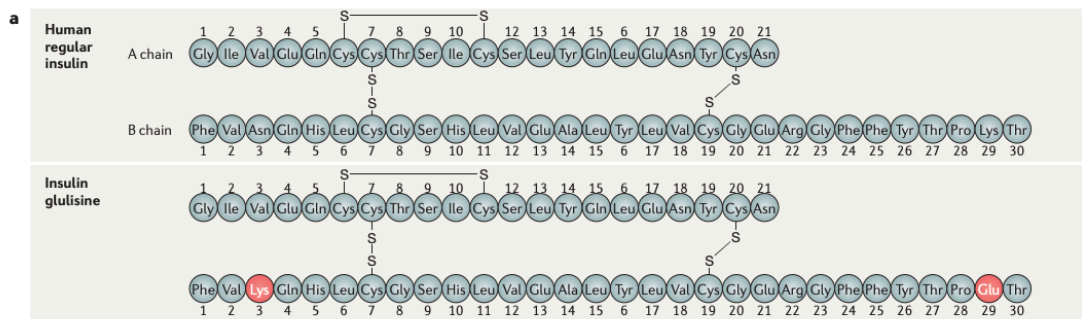 a
Human
regular
insulin
S S
1 2 3 4 5 7 8 9 10 12 13 14 15 6 17 18 19 20 21
A chain Gly Ile Val Glu Gln Cys Cys Thr Ser Ile Cys Ser Leu Tyr Gln Leu Glu Asn Tyr Cys Asn
S S
S S
B chain Phe Val Asn Gln His Leu Cys Gly Ser His Leu Val Glu Ala Leu Tyr Leu Val Cys Gly Glu Arg Gly Phe Phe Tyr Thr Pro Lys Thr
1 2 3 4 5 6 7 8 9 10 11 12 13 14 15 6 17 18 19 20 21 22 23 24 25 26 27 28 29 30
Insulin
glulisine
S S
1 2 3 4 5 7 8 9 10 12 13 14 15 6 17 18 19 20 21
Gly Ile Val Glu Gln Cys Cys Thr Ser Ile Cys Ser Leu Tyr Gln Leu Glu Asn Tyr Cys Asn
S S
S S
Phe Val Lys Gln His Leu Cys Gly Ser His Leu Val Glu Ala Leu Tyr Leu Val Cys Gly Glu Arg Gly Phe Phe Tyr Thr Pro Glu Thr
1 2 3 4 5 6 7 8 9 10 11 12 13 14 15 6 17 18 19 20 21 22 23 24 25 26 27 28 29 30